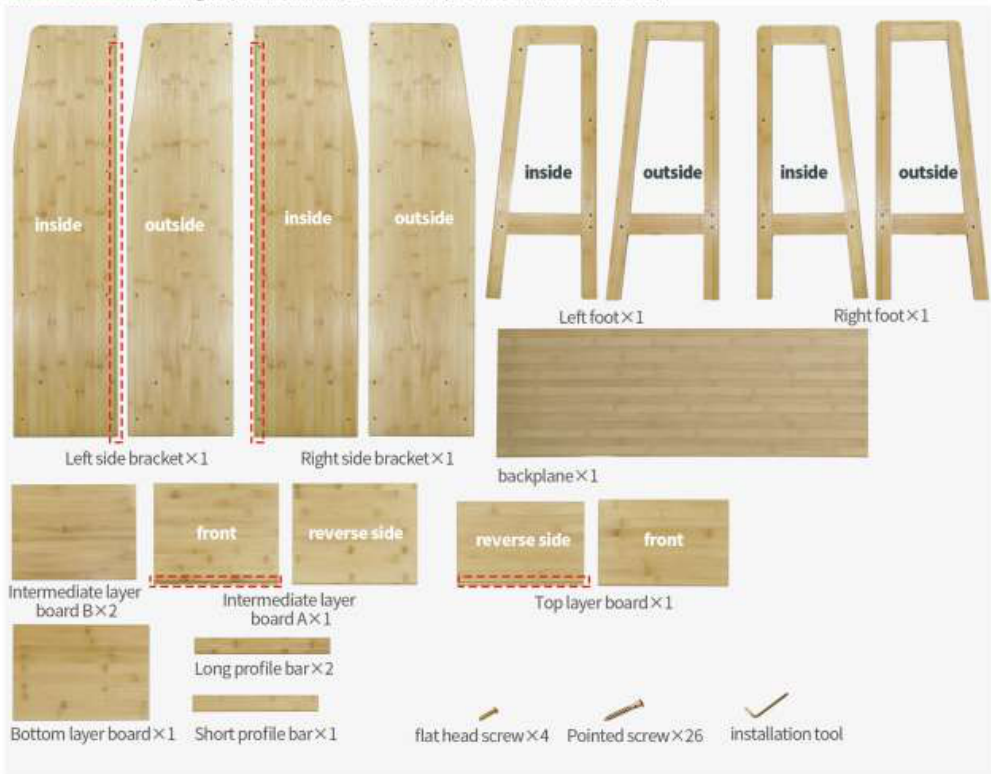 inside
outside
inside
outside
inside
outside
inside
outside
Left foot×1
Right foot×1
Left side bracket×1
Right side bracket×1
backplane×1
front
reverse side
reverse side
front
Intermediate layer
board B×2
Intermediate layer
board A×1
Top layer board×1
Long profile bar×2
Bottom layer board×1
Short profile bar×1
flat head screw×4
Pointed screw×26
installation tool